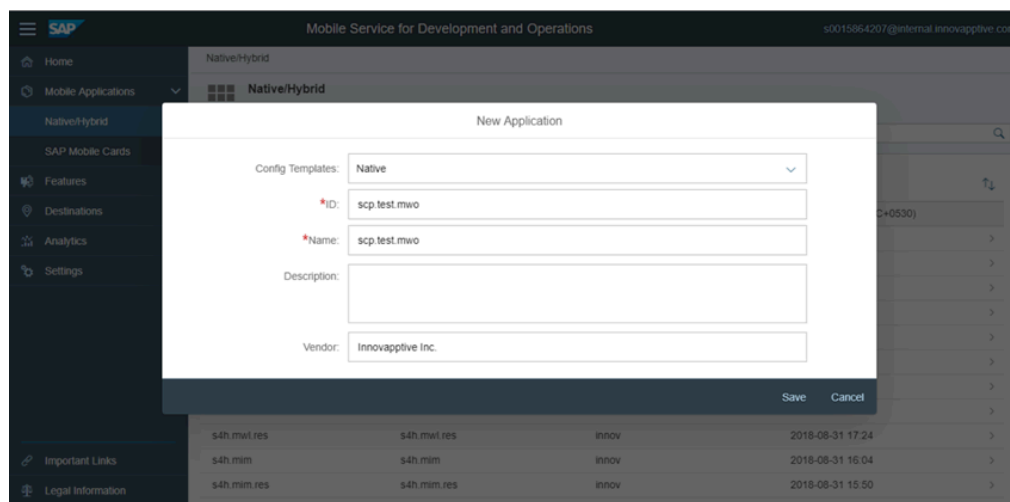 SAP
Mobile Service for Development and Operations
s0015864207@internal.innovapptive.com
Home
Native/Hybrid
Mobile Applications
Native/Hybrid
Native/Hybrid
New Application
SAP Mobile Cards
Config Templates: Native
Features
*ID: scp.test.mwo
Destinations
C+0530)
*Name: scp.test.mwo
Analytics
Settings
Description:
Vendor: Innovapptive Inc.
Save Cancel
s4h.mwl.res s4h.mwl.res innov 2018-08-31 17:24
Important Links
s4h.mim s4h.mim innov 2018-08-31 16:04
Legal Information
s4h.mim.res s4h.mim.res innov 2018-08-31 15:50